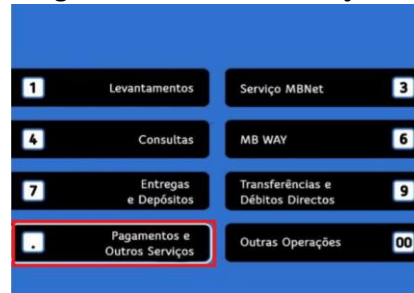 1 Levantamentos
Serviço MBNet 3
4 Consultas
MB WAY 6
7 Entregas
e Depósitos
Transferências e
Débitos Directos 9
. Pagamentos e
Outros Serviços
Outras Operações 00